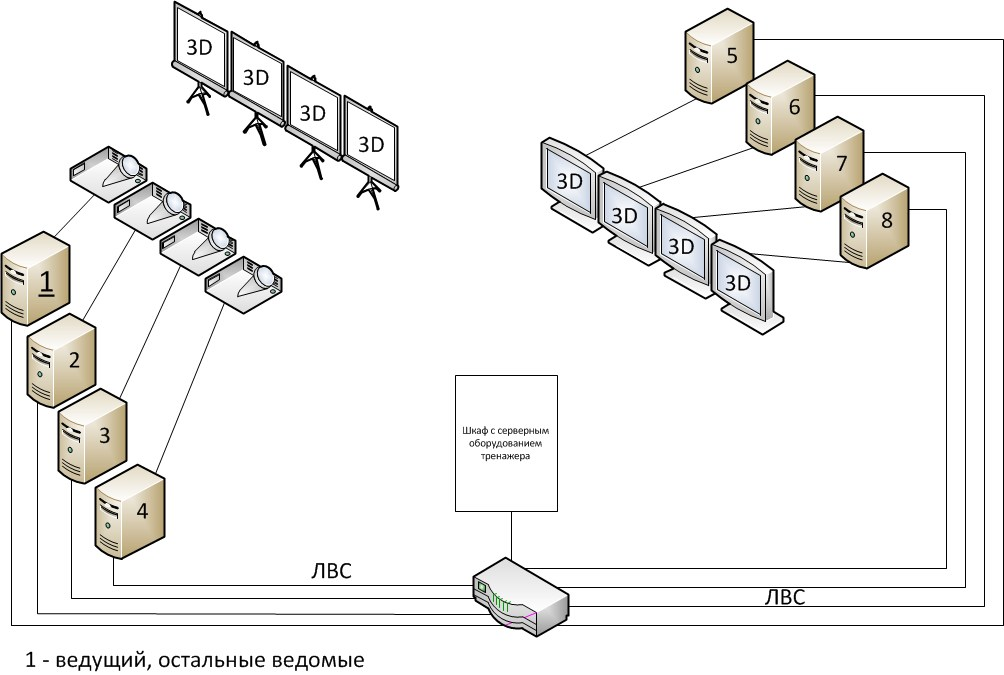 3D
3D
3D
3D
5
6
7
8
3D
3D
3D
3D
1
2
3
4
Шкаф с серверным
оборудованием
тренажера
ЛВС
ЛВС
1 - ведущий, остальные ведомые